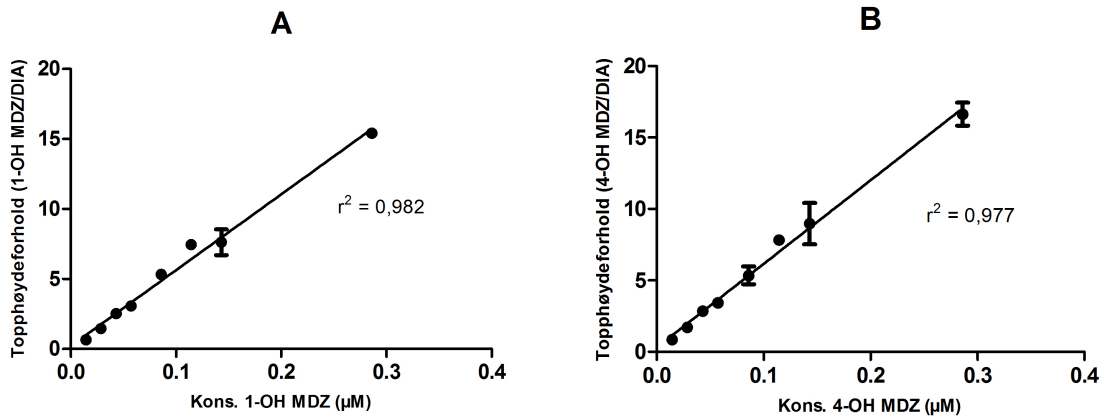 A
Topphøydeforhold (1-OH MDZ/DIA)
20
15
10
5
0
r² = 0,982
0.0 0.1 0.2 0.3 0.4
Kons. 1-OH MDZ (µM)
B
Topphøydeforhold (4-OH MDZ/DIA)
20
15
10
5
0
r² = 0,977
0.0 0.1 0.2 0.3 0.4
Kons. 4-OH MDZ (µM)